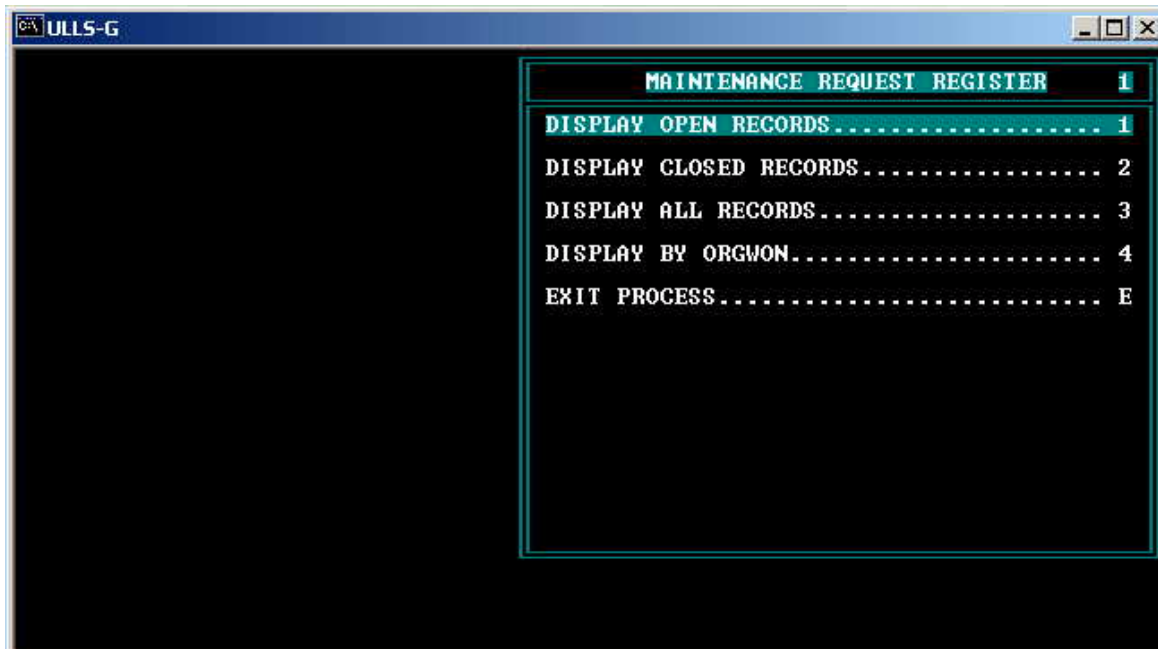 C:\ ULLS-G
MAINTENANCE REQUEST REGISTER 1
DISPLAY OPEN RECORDS................... 1
DISPLAY CLOSED RECORDS................. 2
DISPLAY ALL RECORDS.................... 3
DISPLAY BY ORGWON...................... 4
EXIT PROCESS........................... E